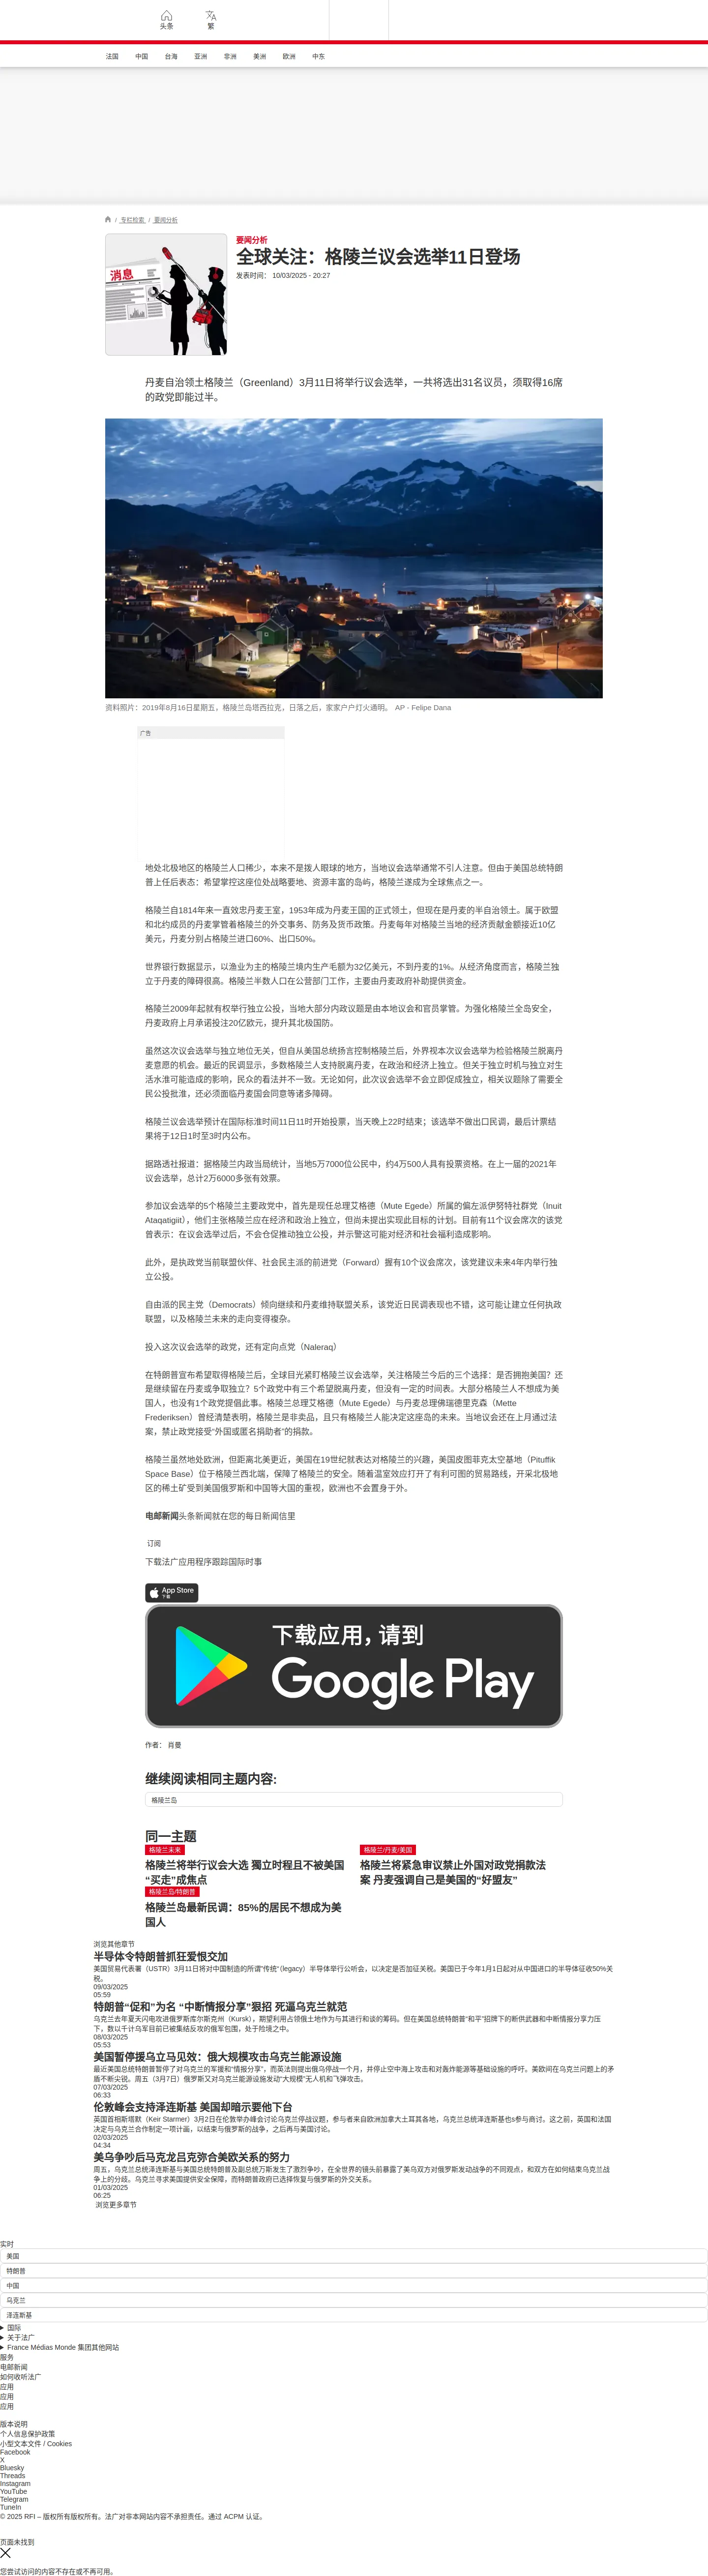 头条
繁
法国
中国
台海
亚洲
非洲
美洲
欧洲
中东
/ 专栏检索 / 要闻分析
消息
要闻分析
全球关注：格陵兰议会选举11日登场
发表时间： 10/03/2025 - 20:27
丹麦自治领土格陵兰（Greenland）3月11日将举行议会选举，一共将选出31名议员，须取得16席
的政党即能过半。
资料照片：2019年8月16日星期五，格陵兰岛塔西拉克，日落之后，家家户户灯火通明。 AP - Felipe Dana
广告
地处北极地区的格陵兰人口稀少，本来不是拨人眼球的地方，当地议会选举通常不引人注意。但由于美国总统特朗
普上任后表态：希望掌控这座位处战略要地、资源丰富的岛屿，格陵兰遂成为全球焦点之一。
格陵兰自1814年来一直效忠丹麦王室，1953年成为丹麦王国的正式领土，但现在是丹麦的半自治领土。属于欧盟
和北约成员的丹麦掌管着格陵兰的外交事务、防务及货币政策。丹麦每年对格陵兰当地的经济贡献金额接近10亿
美元，丹麦分别占格陵兰进口60%、出口50%。
世界银行数据显示，以渔业为主的格陵兰境内生产毛额为32亿美元，不到丹麦的1%。从经济角度而言，格陵兰独
立于丹麦的障碍很高。格陵兰半数人口在公营部门工作，主要由丹麦政府补助提供资金。
格陵兰2009年起就有权举行独立公投，当地大部分内政议题是由本地议会和官员掌管。为强化格陵兰全岛安全，
丹麦政府上月承诺投注20亿欧元，提升其北极国防。
虽然这次议会选举与独立地位无关，但自从美国总统扬言控制格陵兰后，外界视本次议会选举为检验格陵兰脱离丹
麦意愿的机会。最近的民调显示，多数格陵兰人支持脱离丹麦，在政治和经济上独立。但关于独立时机与独立对生
活水淮可能造成的影响，民众的看法并不一致。无论如何，此次议会选举不会立即促成独立，相关议题除了需要全
民公投批淮，还必须面临丹麦国会同意等诸多障碍。
格陵兰议会选举预计在国际标淮时间11日11时开始投票，当天晚上22时结束；该选举不做出口民调，最后计票结
果将于12日1时至3时内公布。
据路透社报道：据格陵兰内政当局统计，当地5万7000位公民中，约4万500人具有投票资格。在上一届的2021年
议会选举，总计2万6000多张有效票。
参加议会选举的5个格陵兰主要政党中，首先是现任总理艾格德（Mute Egede）所属的偏左派伊努特社群党（Inuit
Ataqatigiit），他们主张格陵兰应在经济和政治上独立，但尚未提出实现此目标的计划。目前有11个议会席次的该党
曾表示：在议会选举过后，不会仓促推动独立公投，并示警这可能对经济和社会福利造成影响。
此外，是执政党当前联盟伙伴、社会民主派的前进党（Forward）握有10个议会席次，该党建议未来4年内举行独
立公投。
自由派的民主党（Democrats）倾向继续和丹麦维持联盟关系，该党近日民调表现也不错，这可能让建立任何执政
联盟，以及格陵兰未来的走向变得複杂。
投入这次议会选举的政党，还有定向点党（Naleraq）
在特朗普宣布希望取得格陵兰后，全球目光紧盯格陵兰议会选举，关注格陵兰今后的三个选择：是否拥抱美国？还
是继续留在丹麦或争取独立？5个政党中有三个希望脱离丹麦，但没有一定的时间表。大部分格陵兰人不想成为美
国人，也没有1个政党提倡此事。格陵兰总理艾格德（Mute Egede）与丹麦总理佛瑞德里克森（Mette
Frederiksen）曾经清楚表明，格陵兰是非卖品，且只有格陵兰人能决定这座岛的未来。当地议会还在上月通过法
案，禁止政党接受“外国或匿名捐助者”的捐款。
格陵兰虽然地处欧洲，但距离北美更近，美国在19世纪就表达对格陵兰的兴趣，美国皮图菲克太空基地（Pituffik
Space Base）位于格陵兰西北端，保障了格陵兰的安全。随着温室效应打开了有利可图的贸易路线，开采北极地
区的稀土矿受到美国俄罗斯和中国等大国的重视，欧洲也不会置身于外。
电邮新闻头条新闻就在您的每日新闻信里
订阅
下载法广应用程序跟踪国际时事
App Store
下载
下载应用，请到
Google Play
作者： 肖曼
继续阅读相同主题内容:
格陵兰岛
同一主题
格陵兰未来
格陵兰将举行议会大选 獨立时程且不被美国
“买走”成焦点
格陵兰/丹麦/美国
格陵兰将紧急审议禁止外国对政党捐款法
案 丹麦强调自己是美国的“好盟友”
格陵兰岛/特朗普
格陵兰岛最新民调：85%的居民不想成为美
国人
浏览其他章节
半导体令特朗普抓狂爱恨交加
美国贸易代表署（USTR）3月11日将对中国制造的所谓“传统“（legacy）半导体举行公听会，以决定是否加征关税。美国已于今年1月1日起对从中国进口的半导体征收50%关
税。
09/03/2025
05:59
特朗普“促和”为名 “中断情报分享”狠招 死逼乌克兰就范
乌克兰去年夏天闪电攻进俄罗斯库尔斯克州（Kursk），期望利用占领俄土地作为与其进行和谈的筹码。但在美国总统特朗普“和平”招牌下的断供武器和中断情报分享力压
下，数以千计乌军目前已被集结反攻的俄军包围，处于险境之中。
08/03/2025
05:53
美国暂停援乌立马见效：俄大规模攻击乌克兰能源设施
最近美国总统特朗普暂停了对乌克兰的军援和“情报分享”，而英法则提出俄乌停战一个月，并停止空中海上攻击和对轰炸能源等基础设施的呼吁。美欧间在乌克兰问题上的矛
盾不断尖锐。周五（3月7日）俄罗斯又对乌克兰能源设施发动“大规模”无人机和飞弹攻击。
07/03/2025
06:33
伦敦峰会支持泽连斯基 美国却暗示要他下台
英国首相斯塔默（Keir Starmer）3月2日在伦敦举办峰会讨论乌克兰停战议题，参与者来自欧洲加拿大土耳其各地，乌克兰总统泽连斯基也s参与商讨。这之前，英国和法国
决定与乌克兰合作制定一项计画，以结束与俄罗斯的战争，之后再与美国讨论。
02/03/2025
04:34
美乌争吵后马克龙吕克弥合美欧关系的努力
周五，乌克兰总统泽连斯基与美国总统特朗普及副总统万斯发生了激烈争吵，在全世界的镜头前暴露了美乌双方对俄罗斯发动战争的不同观点，和双方在如何结束乌克兰战
争上的分歧。乌克兰寻求美国提供安全保障，而特朗普政府已选择恢复与俄罗斯的外交关系。
01/03/2025
06:25
浏览更多章节
实时
美国
特朗普
中国
乌克兰
泽连斯基
国际
关于法广
France Médias Monde 集团其他网站
服务
电邮新闻
如何收听法广
应用
应用
应用
版本说明
个人信息保护政策
小型文本文件 / Cookies
Facebook
X
Bluesky
Threads
Instagram
YouTube
Telegram
TuneIn
© 2025 RFI – 版权所有版权所有。法广对非本网站内容不承担责任。通过 ACPM 认证。
页面未找到
您尝试访问的内容不存在或不再可用。